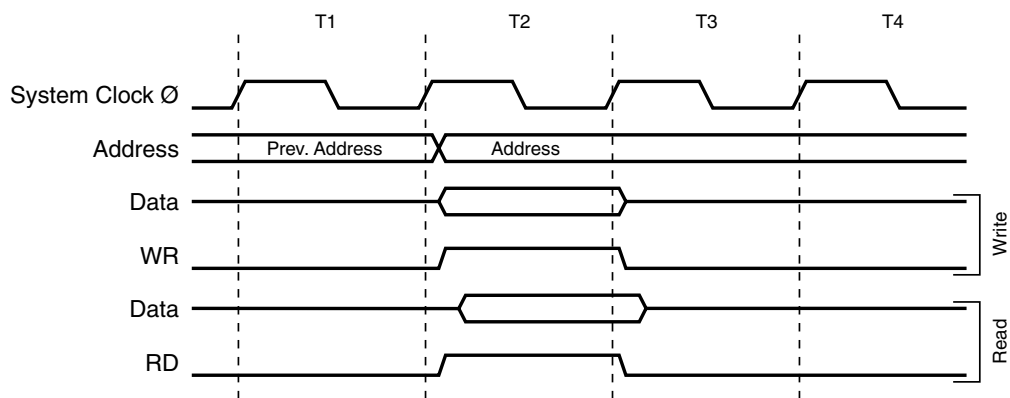 T1 T2 T3 T4
System Clock Ø
Address Prev. Address Address
Data
WR
Write
Data
RD
Read